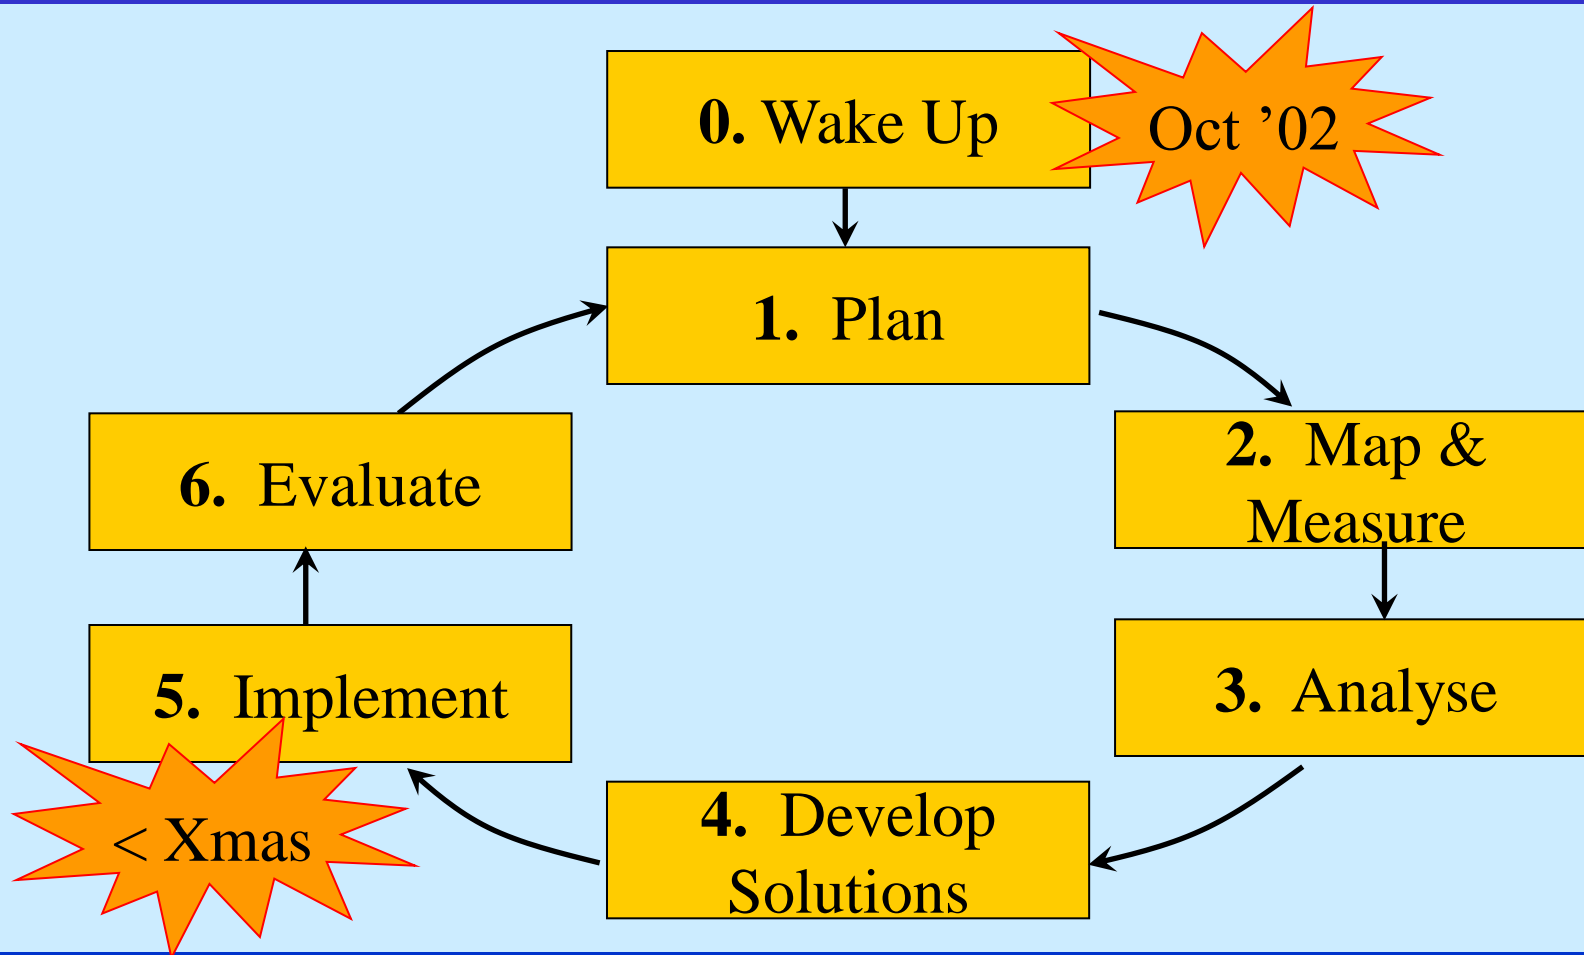 0. Wake Up
Oct ’02
1. Plan
2. Map &
Measure
3. Analyse
4. Develop
Solutions
5. Implement
< Xmas
6. Evaluate